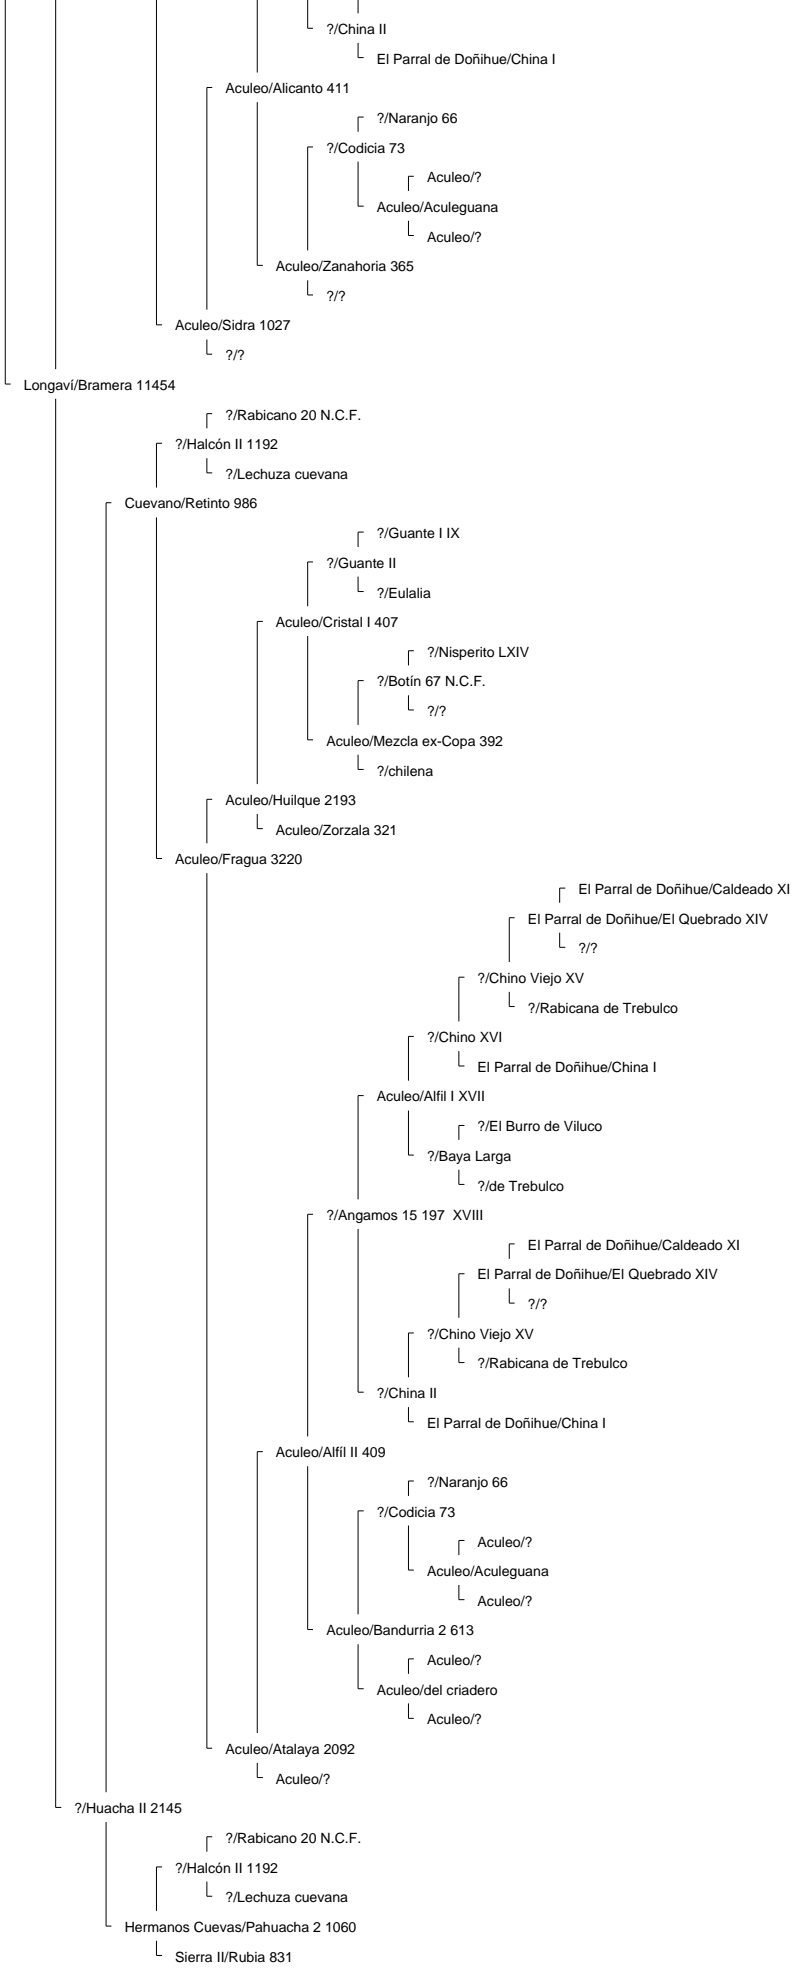 ?/China II
El Parral de Doñihue/China I
Aculeo/Alicanto 411
?/Naranjo 66
?/Codicia 73
Aculeo/?
Aculeo/Aculeguana
Aculeo/?
Aculeo/Zanahoria 365
?/?
Aculeo/Sidra 1027
?/?
Longaví/Bramera 11454
?/Rabicano 20 N.C.F.
?/Halcón II 1192
?/Lechuza cuevana
Cuevano/Retinto 986
?/Guante I IX
?/Guante II
?/Eulalia
Aculeo/Cristal I 407
?/Nisperito LXIV
?/Botín 67 N.C.F.
?/?
Aculeo/Mezcla ex-Copa 392
?/chilena
Aculeo/Huilque 2193
Aculeo/Zorzala 321
Aculeo/Fragua 3220
El Parral de Doñihue/Caldeado XI
El Parral de Doñihue/El Quebrado XIV
?/?
?/Chino Viejo XV
?/Rabicana de Trebulco
?/Chino XVI
El Parral de Doñihue/China I
Aculeo/Alfil I XVII
?/El Burro de Viluco
?/Baya Larga
?/de Trebulco
?/Angamos 15 197  XVIII
El Parral de Doñihue/Caldeado XI
El Parral de Doñihue/El Quebrado XIV
?/?
?/Chino Viejo XV
?/Rabicana de Trebulco
?/China II
El Parral de Doñihue/China I
Aculeo/Alfíl II 409
?/Naranjo 66
?/Codicia 73
Aculeo/?
Aculeo/Aculeguana
Aculeo/?
Aculeo/Bandurria 2 613
Aculeo/?
Aculeo/del criadero
Aculeo/?
Aculeo/Atalaya 2092
Aculeo/?
?/Huacha II 2145
?/Rabicano 20 N.C.F.
?/Halcón II 1192
?/Lechuza cuevana
Hermanos Cuevas/Pahuacha 2 1060
Sierra II/Rubia 831